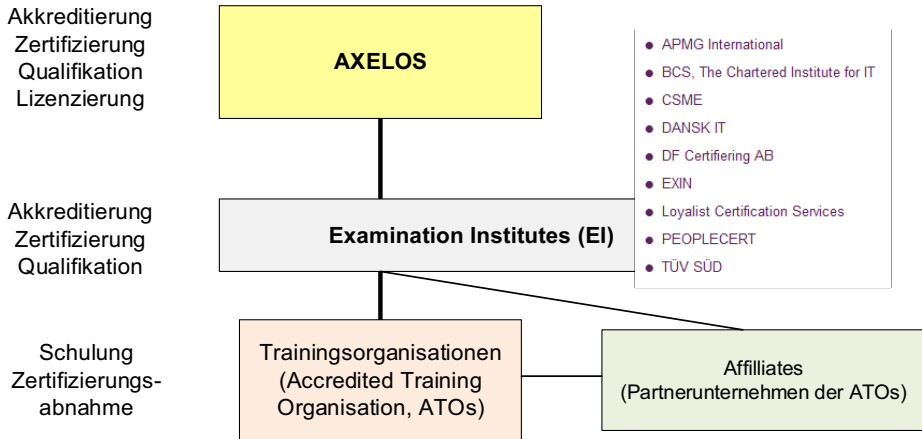 Akkreditierung
Zertifizierung
Qualifikation
Lizenzierung
AXELOS
APMG International
BCS, The Chartered Institute for IT
CSME
DANSK IT
DF Certifiering AB
EXIN
Loyalist Certification Services
PEOPLECERT
TÜV SÜD
Akkreditierung
Zertifizierung
Qualifikation
Examination Institutes (EI)
Schulung
Zertifizierungs-
abnahme
Trainingsorganisationen
(Accredited Training
Organisation, ATOs)
Affilliates
(Partnerunternehmen der ATOs)